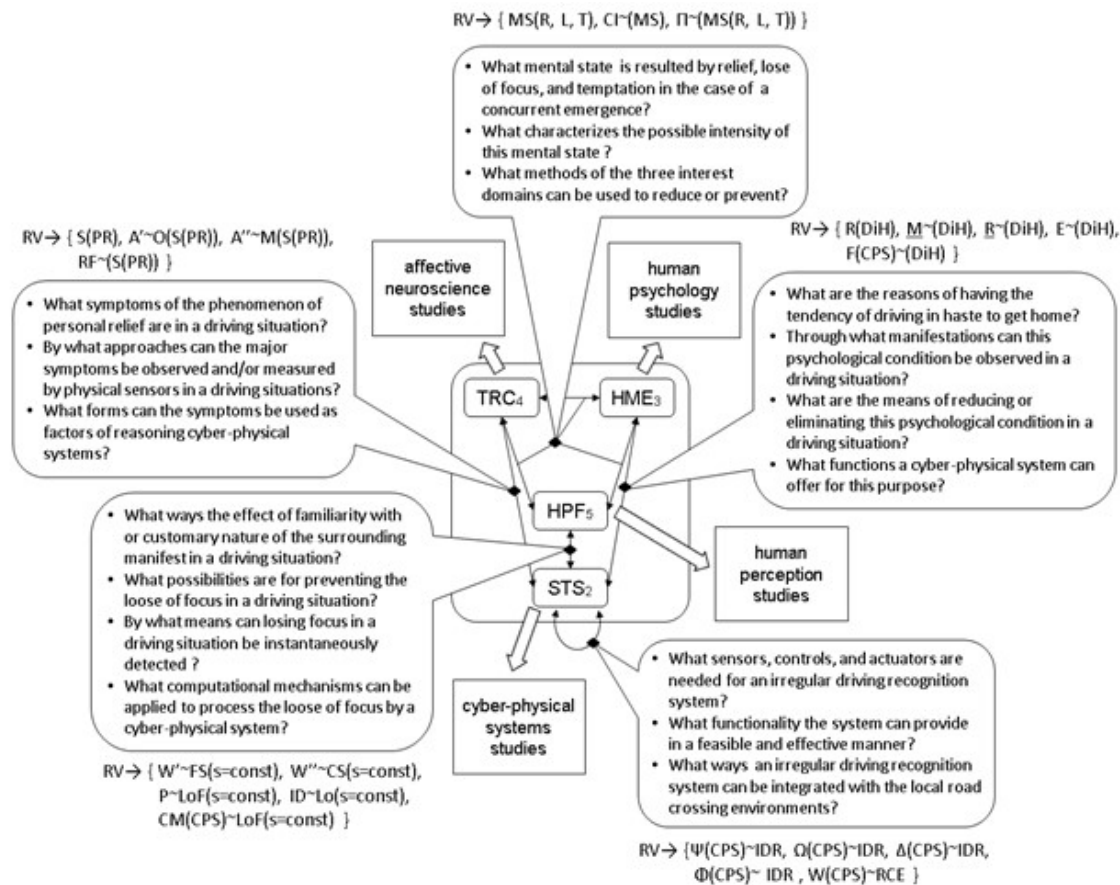 RV→ { MS(R, L, T), CI~(MS), Π~(MS(R, L, T)) }
• What mental state is resulted by relief, lose
of focus, and temptation in the case of a
concurrent emergence?
• What characterizes the possible intensity of
this mental state ?
• What methods of the three interest
domains can be used to reduce or prevent?
RV→ { S(PR), A'~O(S(PR)), A''~M(S(PR)),
RF~(S(PR)) }
• What symptoms of the phenomenon of
personal relief are in a driving situation?
• By what approaches can the major
symptoms be observed and/or measured
by physical sensors in a driving situations?
• What forms can the symptoms be used as
factors of reasoning cyber-physical
systems?
affective
neuroscience
studies
human
psychology
studies
RV→ { R(DiH), M~(DiH), R~(DiH), E~(DiH),
F(CPS)~(DiH) }
• What are the reasons of having the
tendency of driving in haste to get home?
• Through what manifestations can this
psychological condition be observed in a
driving situation?
• What are the means of reducing or
eliminating this psychological condition in a
driving situation?
• What functions a cyber-physical system can
offer for this purpose?
TRC4
HME3
HPF5
STS2
• What ways the effect of familiarity with
or customary nature of the surrounding
manifest in a driving situation?
• What possibilities are for preventing the
loose of focus in a driving situation?
• By what means can losing focus in a
driving situation be instantaneously
detected ?
• What computational mechanisms can be
applied to process the loose of focus by a
cyber-physical system?
RV→ { W'~FS(s=const), W''~CS(s=const),
P~LoF(s=const), ID~Lo(s=const),
CM(CPS)~LoF(s=const) }
human
perception
studies
cyber-physical
systems
studies
• What sensors, controls, and actuators are
needed for an irregular driving recognition
system?
• What functionality the system can provide
in a feasible and effective manner?
• What ways an irregular driving recognition
system can be integrated with the local road
crossing environments?
RV→ {Ψ(CPS)~IDR, Ω(CPS)~IDR, Δ(CPS)~IDR,
Φ(CPS)~ IDR , W(CPS)~RCE }